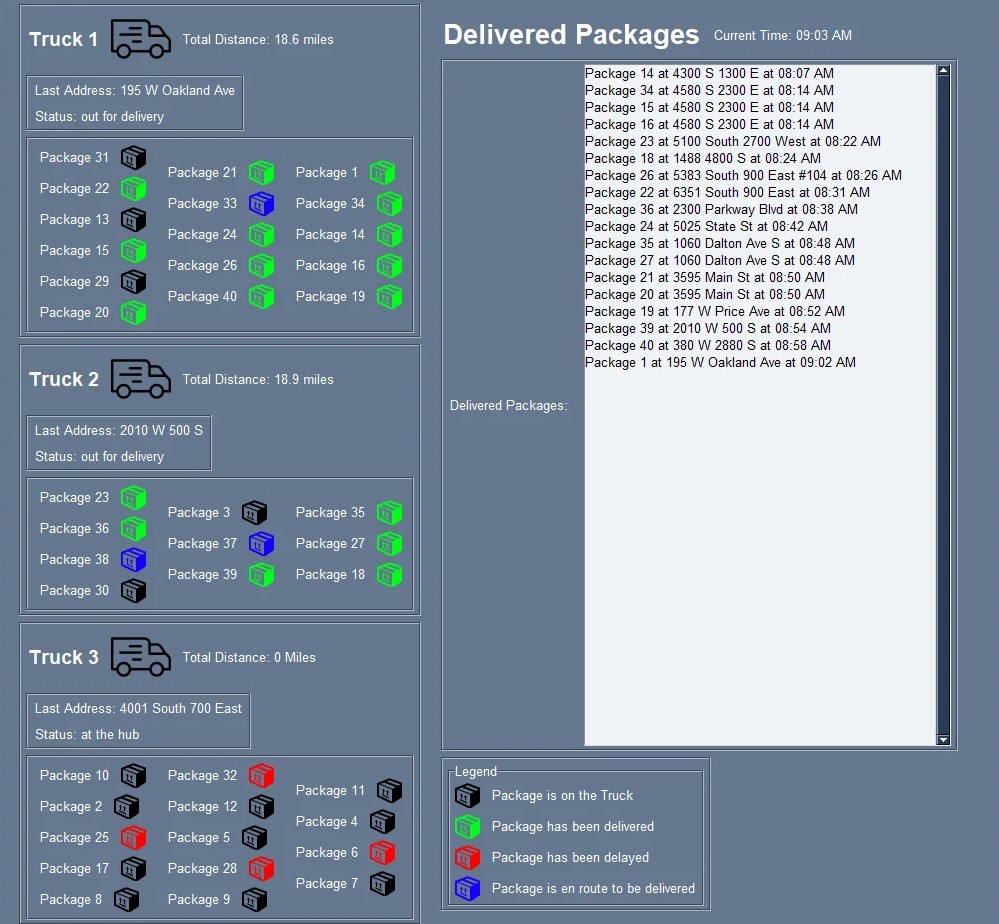 Truck 1
Total Distance: 18.6 miles
Last Address: 195 W Oakland Ave
Status: out for delivery
Package 31
Package 22
Package 13
Package 15
Package 29
Package 20
Package 21
Package 33
Package 24
Package 26
Package 40
Package 1
Package 34
Package 14
Package 16
Package 19
Truck 2
Total Distance: 18.9 miles
Last Address: 2010 W 500 S
Status: out for delivery
Package 23
Package 36
Package 38
Package 30
Package 3
Package 37
Package 39
Package 35
Package 27
Package 18
Truck 3
Total Distance: 0 Miles
Last Address: 4001 South 700 East
Status: at the hub
Package 10
Package 2
Package 25
Package 17
Package 8
Package 32
Package 12
Package 5
Package 28
Package 9
Package 11
Package 4
Package 6
Package 7
Delivered Packages
Current Time: 09:03 AM
Delivered Packages:
Package 14 at 4300 S 1300 E at 08:07 AM
Package 34 at 4580 S 2300 E at 08:14 AM
Package 15 at 4580 S 2300 E at 08:14 AM
Package 16 at 4580 S 2300 E at 08:14 AM
Package 23 at 5100 South 2700 West at 08:22 AM
Package 18 at 1488 4800 S at 08:24 AM
Package 26 at 5383 South 900 East #104 at 08:26 AM
Package 22 at 6351 South 900 East at 08:31 AM
Package 36 at 2300 Parkway Blvd at 08:38 AM
Package 24 at 5025 State St at 08:42 AM
Package 35 at 1060 Dalton Ave S at 08:48 AM
Package 27 at 1060 Dalton Ave S at 08:48 AM
Package 21 at 3595 Main St at 08:50 AM
Package 20 at 3595 Main St at 08:50 AM
Package 19 at 177 W Price Ave at 08:52 AM
Package 39 at 2010 W 500 S at 08:54 AM
Package 40 at 380 W 2880 S at 08:58 AM
Package 1 at 195 W Oakland Ave at 09:02 AM
Legend
Package is on the Truck
Package has been delivered
Package has been delayed
Package is en route to be delivered